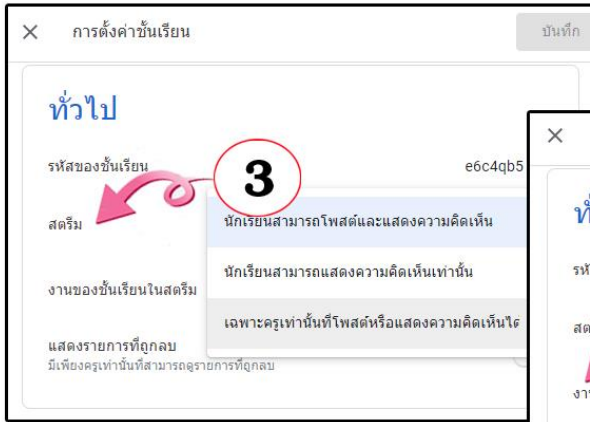 การตั้งค่าชั้นเรียน
บันทึก
ทั่วไป
รหัสของชั้นเรียน
e6c4qb5
3
สตรีม
นักเรียนสามารถโพสต์และแสดงความคิดเห็น
นักเรียนสามารถแสดงความคิดเห็นเท่านั้น
งานของชั้นเรียนในสตรีม
เฉพาะครูเท่านั้นที่โพสต์หรือแสดงความคิดเห็นได้
แสดงรายการที่ถูกลบ
มีเพียงครูเท่านั้นที่สามารถดูรายการที่ถูกลบ